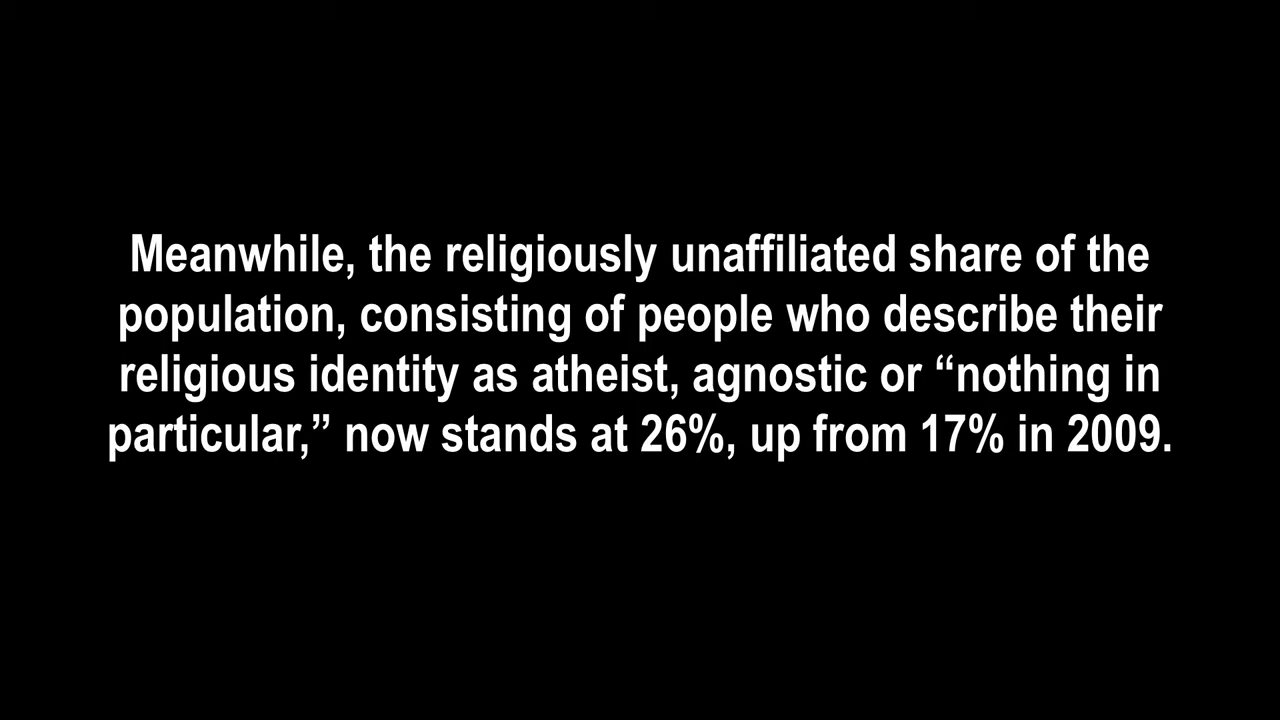 Meanwhile, the religiously unaffiliated share of the
population, consisting of people who describe their
religious identity as atheist, agnostic or “nothing in
particular,” now stands at 26%, up from 17% in 2009.